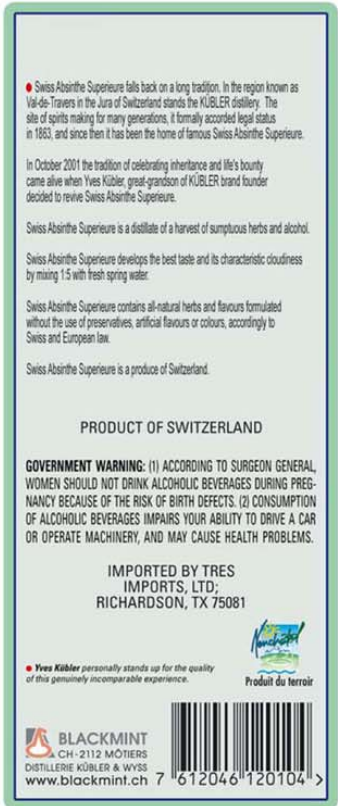 ● Swiss Absinthe Superieure falls back on a long tradition. In the region known as
Val-de-Travers in the Jura of Switzerland stands the KÜBLER distillery. The
site of spirits making for many generations, it formally accorded legal status
in 1863, and since then it has been the home of famous Swiss Absinthe Superieure.
In October 2001 the tradition of celebrating inheritance and life's bounty
came alive when Yves Kübler, great-grandson of KÜBLER brand founder
decided to revive Swiss Absinthe Superieure.
Swiss Absinthe Superieure is a distillate of a harvest of sumptuous herbs and alcohol.
Swiss Absinthe Superieure develops the best taste and its characteristic cloudiness
by mixing 1:5 with fresh spring water.
Swiss Absinthe Superieure contains all-natural herbs and flavours formulated
without the use of preservatives, artificial flavours or colours, accordingly to
Swiss and European law.
Swiss Absinthe Superieure is a produce of Switzerland.
PRODUCT OF SWITZERLAND
GOVERNMENT WARNING: (1) ACCORDING TO SURGEON GENERAL,
WOMEN SHOULD NOT DRINK ALCOHOLIC BEVERAGES DURING PREG-
NANCY BECAUSE OF THE RISK OF BIRTH DEFECTS. (2) CONSUMPTION
OF ALCOHOLIC BEVERAGES IMPAIRS YOUR ABILITY TO DRIVE A CAR
OR OPERATE MACHINERY, AND MAY CAUSE HEALTH PROBLEMS.
IMPORTED BY TRES
IMPORTS, LTD;
RICHARDSON, TX 75081
Neuchâtel
Produit du terroir
● Yves Kübler personally stands up for the quality
of this genuinely incomparable experience.
BLACKMINT
CH-2112 MÔTIERS
DISTILLERIE KÜBLER & WYSS
www.blackmint.ch
7 612046 120104 >